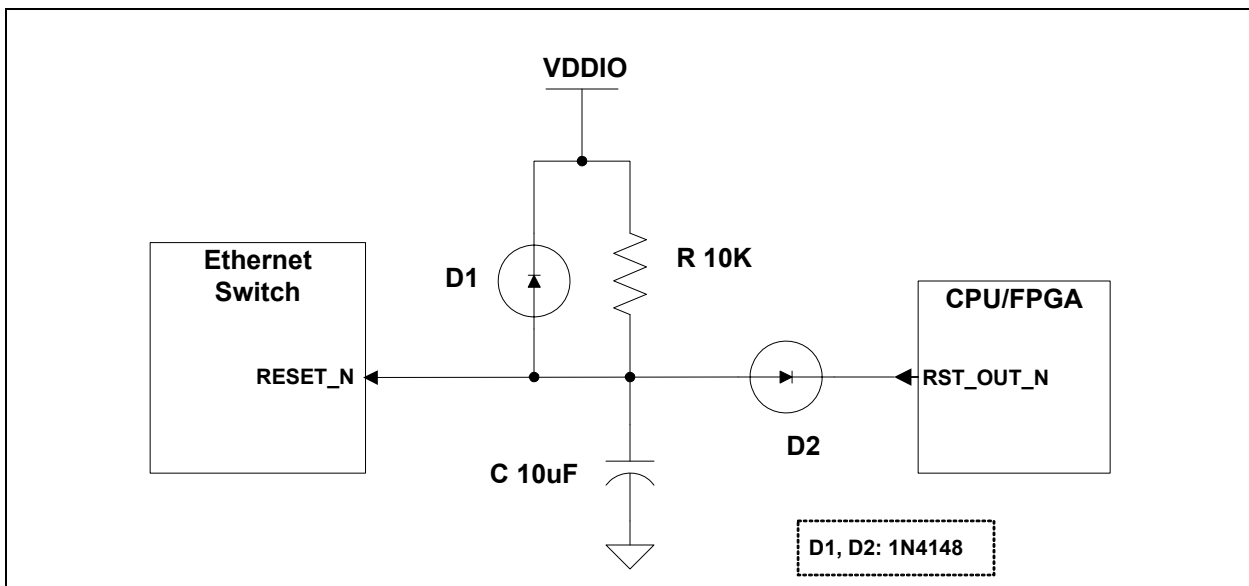 VDDIO
Ethernet
Switch
D1
R 10K
CPU/FPGA
RESET_N
RST_OUT_N
D2
C 10uF
D1, D2: 1N4148